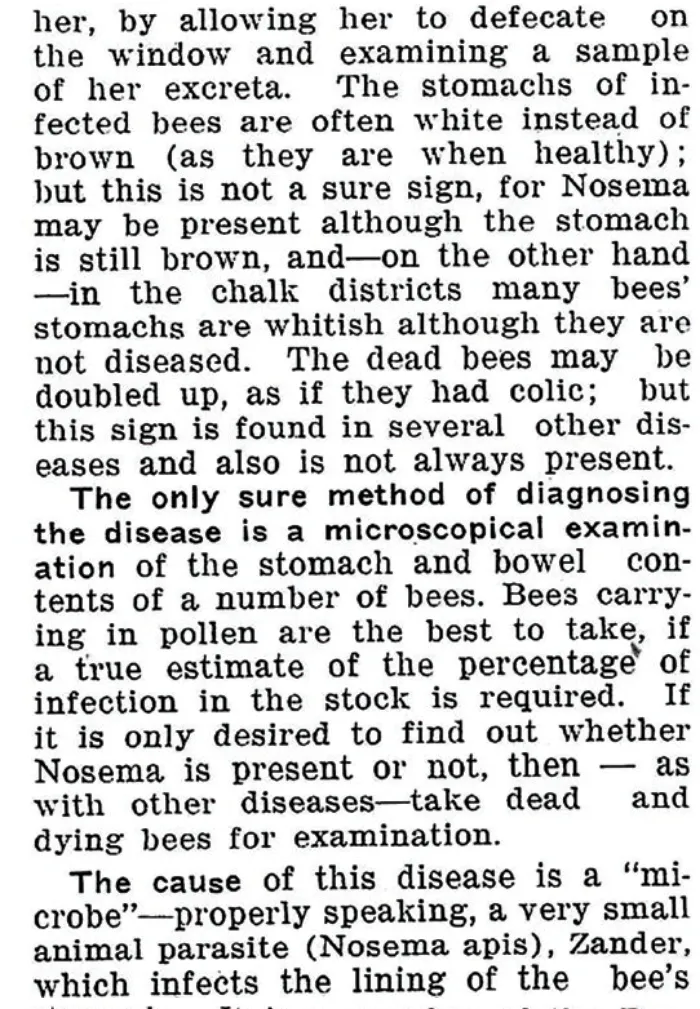 her, by allowing her to defecate on
the window and examining a sample
of her excreta. The stomachs of in-
fected bees are often white instead of
brown (as they are when healthy);
but this is not a sure sign, for Nosema
may be present although the stomach
is still brown, and—on the other hand
—in the chalk districts many bees'
stomachs are whitish although they are
not diseased. The dead bees may be
doubled up, as if they had colic; but
this sign is found in several other dis-
eases and also is not always present.
The only sure method of diagnosing
the disease is a microscopical examin-
ation of the stomach and bowel con-
tents of a number of bees. Bees carry-
ing in pollen are the best to take, if
a true estimate of the percentage of
infection in the stock is required. If
it is only desired to find out whether
Nosema is present or not, then — as
with other diseases—take dead and
dying bees for examination.
The cause of this disease is a "mi-
crobe"—properly speaking, a very small
animal parasite (Nosema apis), Zander,
which infects the lining of the bee's